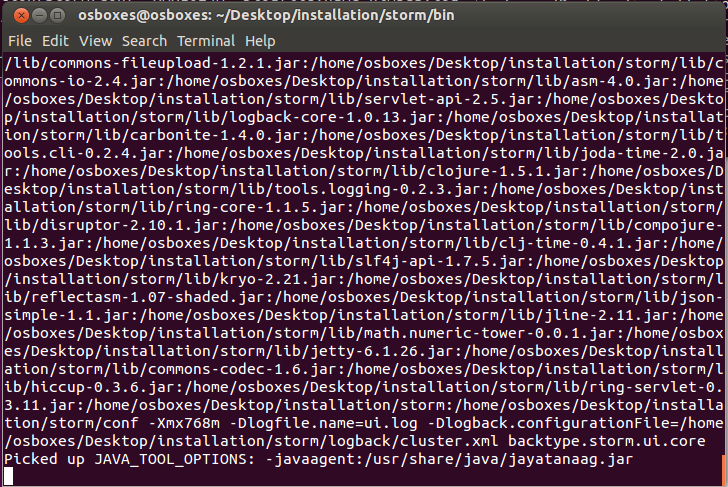 osboxes@osboxes: ~/Desktop/installation/storm/bin
File Edit View Search Terminal Help
/lib/commons-fileupload-1.2.1.jar:/home/osboxes/Desktop/installation/storm/lib/c
ommons-io-2.4.jar:/home/osboxes/Desktop/installation/storm/lib/asm-4.0.jar:/home
/osboxes/Desktop/installation/storm/lib/servlet-api-2.5.jar:/home/osboxes/Deskto
p/installation/storm/lib/logback-core-1.0.13.jar:/home/osboxes/Desktop/installat
ion/storm/lib/carbonite-1.4.0.jar:/home/osboxes/Desktop/installation/storm/lib/t
ools.cli-0.2.4.jar:/home/osboxes/Desktop/installation/storm/lib/joda-time-2.0.ja
r:/home/osboxes/Desktop/installation/storm/lib/clojure-1.5.1.jar:/home/osboxes/D
esktop/installation/storm/lib/tools.logging-0.2.3.jar:/home/osboxes/Desktop/inst
allation/storm/lib/ring-core-1.1.5.jar:/home/osboxes/Desktop/installation/storm/
lib/disruptor-2.10.1.jar:/home/osboxes/Desktop/installation/storm/lib/compojure-
1.1.3.jar:/home/osboxes/Desktop/installation/storm/lib/clj-time-0.4.1.jar:/home/
osboxes/Desktop/installation/storm/lib/slf4j-api-1.7.5.jar:/home/osboxes/Desktop
/installation/storm/lib/kryo-2.21.jar:/home/osboxes/Desktop/installation/storm/l
ib/reflectasm-1.07-shaded.jar:/home/osboxes/Desktop/installation/storm/lib/json-
simple-1.1.jar:/home/osboxes/Desktop/installation/storm/lib/jline-2.11.jar:/home
/osboxes/Desktop/installation/storm/lib/math.numeric-tower-0.0.1.jar:/home/osbox
es/Desktop/installation/storm/lib/jetty-6.1.26.jar:/home/osboxes/Desktop/install
ation/storm/lib/commons-codec-1.6.jar:/home/osboxes/Desktop/installation/storm/l
ib/hiccup-0.3.6.jar:/home/osboxes/Desktop/installation/storm/lib/ring-servlet-0.
3.11.jar:/home/osboxes/Desktop/installation/storm:/home/osboxes/Desktop/installa
tion/storm/conf -Xmx768m -Dlogfile.name=ui.log -Dlogback.configurationFile=/home
/osboxes/Desktop/installation/storm/logback/cluster.xml backtype.storm.ui.core
Picked up JAVA_TOOL_OPTIONS: -javaagent:/usr/share/java/jayatanaag.jar